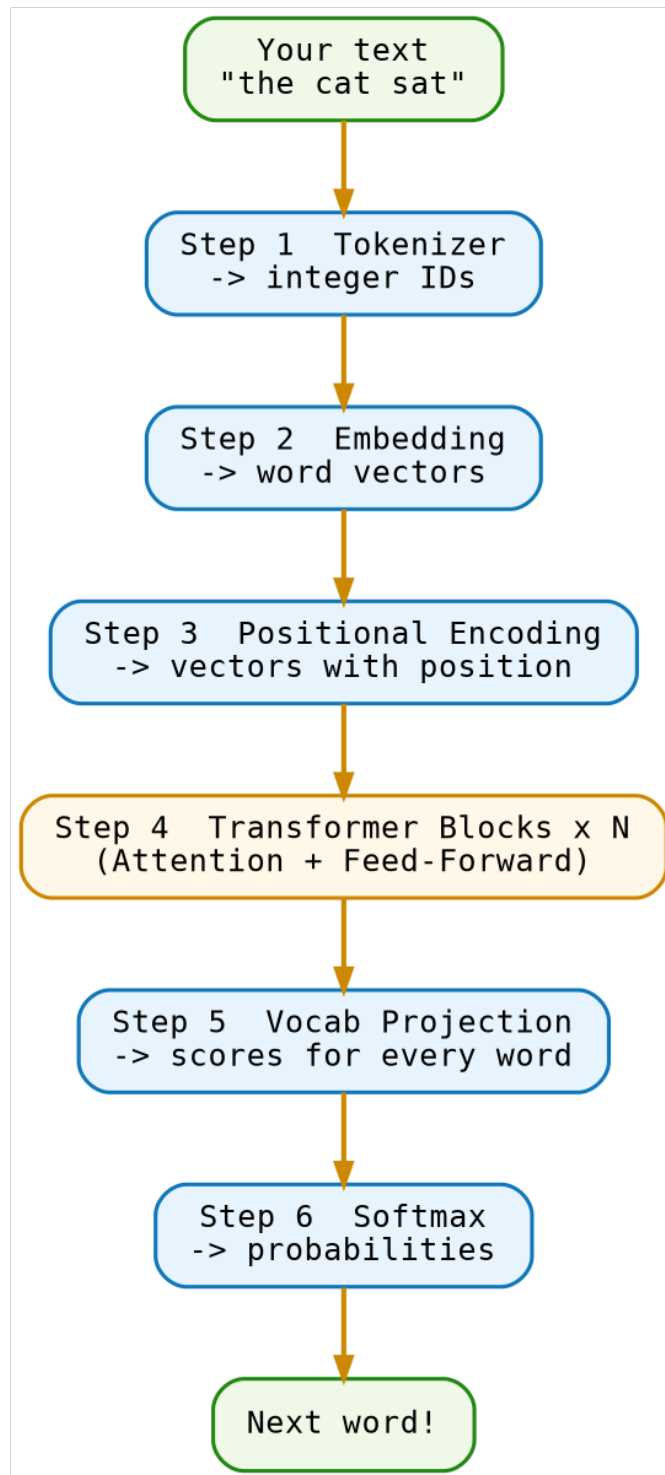 Your text
"the cat sat"
Step 1  Tokenizer
-> integer IDs
Step 2  Embedding
-> word vectors
Step 3  Positional Encoding
-> vectors with position
Step 4  Transformer Blocks x N
(Attention + Feed-Forward)
Step 5  Vocab Projection
-> scores for every word
Step 6  Softmax
-> probabilities
Next word!